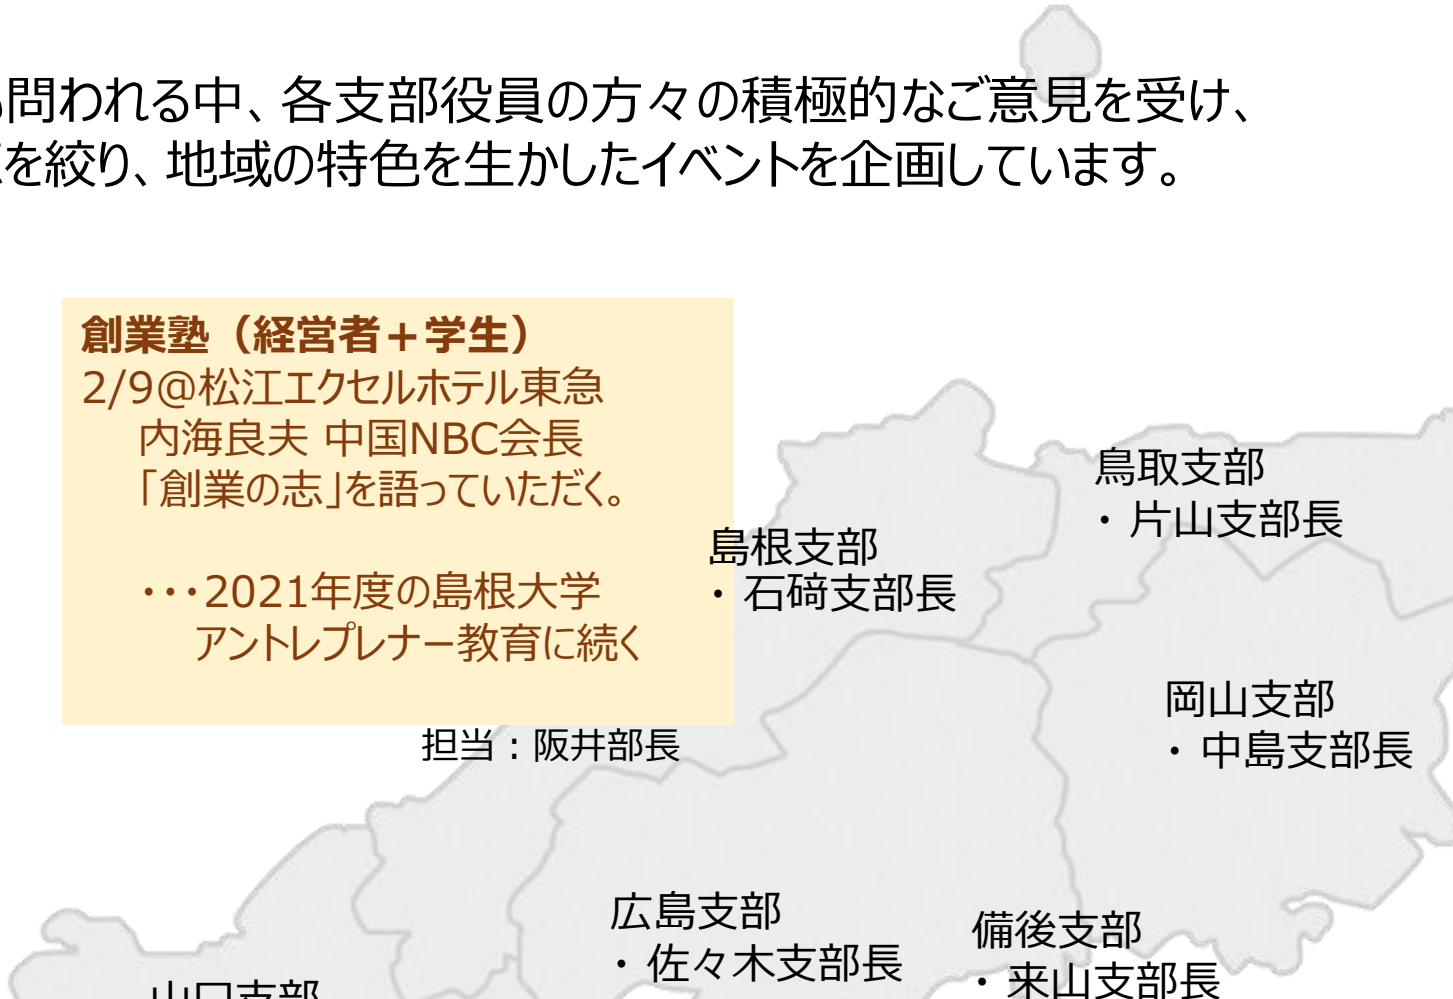 問われる中、各支部役員の方々の積極的なご意見を受け、
を絞り、地域の特色を生かしたイベントを企画しています。
創業塾（経営者＋学生）
2/9@松江エクセルホテル東急
内海良夫 中国NBC会長
「創業の志」を語っていただく。
・・・2021年度の島根大学
アントレプレナー教育に続く
担当：阪井部長
鳥取支部
・片山支部長
島根支部
・石﨑支部長
岡山支部
・中島支部長
広島支部
・佐々木支部長
備後支部
・来山支部長
山口支部